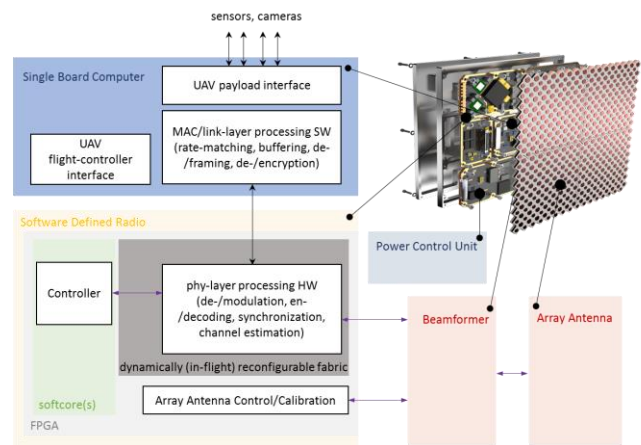 sensors, cameras
Single Board Computer
UAV payload interface
MAC/link-layer processing SW
(rate-matching, buffering, de-
/framing, de-/encryption)
UAV
flight-controller
interface
Software Defined Radio
Power Control Unit
Controller
phy-layer processing HW
(de-/modulation, en-
/decoding, synchronization,
channel estimation)
Beamformer
Array Antenna
dynamically (in-flight) reconfigurable fabric
softcore(s)
Array Antenna Control/Calibration
FPGA